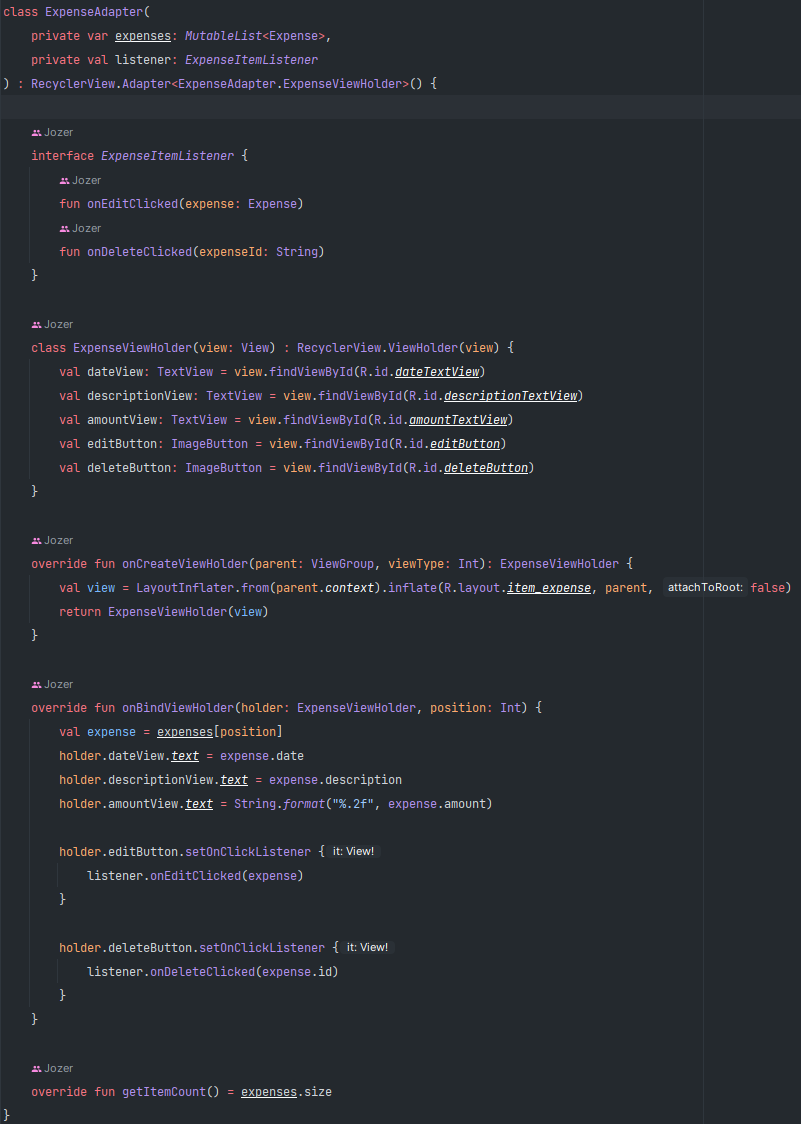 class ExpenseAdapter(
    private var expenses: MutableList<Expense>,
    private val listener: ExpenseItemListener
) : RecyclerView.Adapter<ExpenseAdapter.ExpenseViewHolder>() {

    Jozer
    interface ExpenseItemListener {
        Jozer
        fun onEditClicked(expense: Expense)
        Jozer
        fun onDeleteClicked(expenseId: String)
    }

    Jozer
    class ExpenseViewHolder(view: View) : RecyclerView.ViewHolder(view) {
        val dateView: TextView = view.findViewById(R.id.dateTextView)
        val descriptionView: TextView = view.findViewById(R.id.descriptionTextView)
        val amountView: TextView = view.findViewById(R.id.amountTextView)
        val editButton: ImageButton = view.findViewById(R.id.editButton)
        val deleteButton: ImageButton = view.findViewById(R.id.deleteButton)
    }

    Jozer
    override fun onCreateViewHolder(parent: ViewGroup, viewType: Int): ExpenseViewHolder {
        val view = LayoutInflater.from(parent.context).inflate(R.layout.item_expense, parent, attachToRoot: false)
        return ExpenseViewHolder(view)
    }

    Jozer
    override fun onBindViewHolder(holder: ExpenseViewHolder, position: Int) {
        val expense = expenses[position]
        holder.dateView.text = expense.date
        holder.descriptionView.text = expense.description
        holder.amountView.text = String.format("%.2f", expense.amount)

        holder.editButton.setOnClickListener { it: View!
            listener.onEditClicked(expense)
        }

        holder.deleteButton.setOnClickListener { it: View!
            listener.onDeleteClicked(expense.id)
        }
    }

    Jozer
    override fun getItemCount() = expenses.size
}